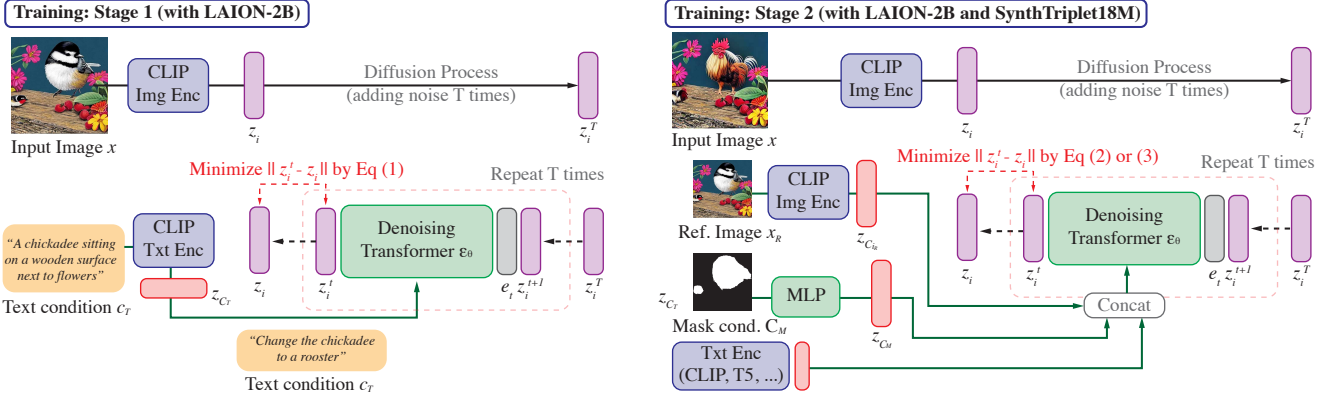 Training: Stage 1 (with LAION-2B)
CLIP
Img Enc
z_i
Diffusion Process
(adding noise T times)
z_i^T
Input Image x
Minimize || z_i^t - z_i || by Eq (1)
Repeat T times
"A chickadee sitting
on a wooden surface
next to flowers"
Text condition c_T
CLIP
Txt Enc
z_{C_T}
z_i
z_i^t
Denoising
Transformer ε_θ
e_t
z_i^{t+1}
z_i^T
"Change the chickadee
to a rooster"
Text condition c_T
Training: Stage 2 (with LAION-2B and SynthTriplet18M)
CLIP
Img Enc
z_i
Diffusion Process
(adding noise T times)
z_i^T
Input Image x
Minimize || z_i^t - z_i || by Eq (2) or (3)
Repeat T times
CLIP
Img Enc
Ref. Image x_R
z_{C_{i_R}}
z_i
z_i^t
Denoising
Transformer ε_θ
e_t
z_i^{t+1}
z_i^T
z_{C_T}
MLP
Concat
Mask cond. C_M
z_{C_M}
Txt Enc
(CLIP, T5, ...)